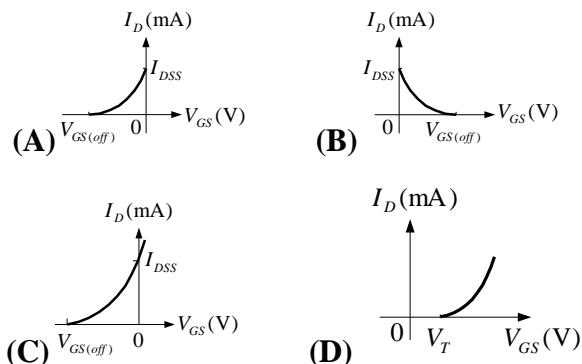 I_D (mA)
I_DSS
V_GS(off)
0
V_GS (V)
(A)
I_D (mA)
I_DSS
0
V_GS(off)
V_GS (V)
(B)
I_D (mA)
I_DSS
V_GS(off)
0
V_GS (V)
(C)
I_D (mA)
0
V_T
V_GS (V)
(D)